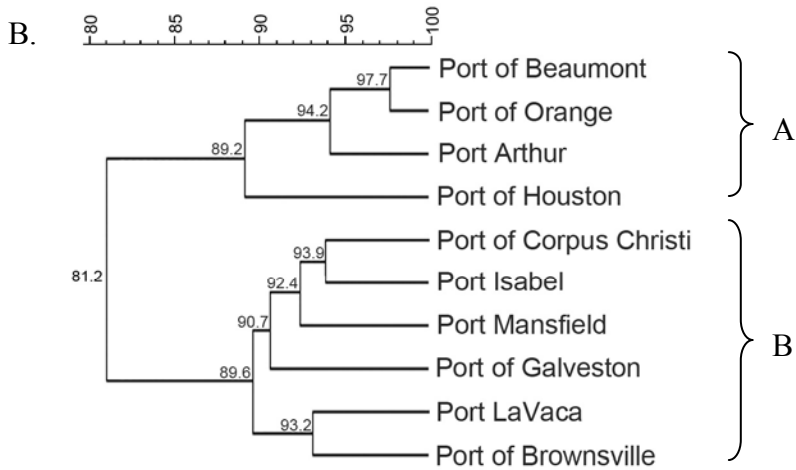 B.
80 85 90 95 100
97.7 Port of Beaumont
94.2 Port of Orange
A
Port Arthur
89.2
Port of Houston
Port of Corpus Christi
93.9
81.2 92.4 Port Isabel
90.7 Port Mansfield
B
89.6 Port of Galveston
Port LaVaca
93.2
Port of Brownsville